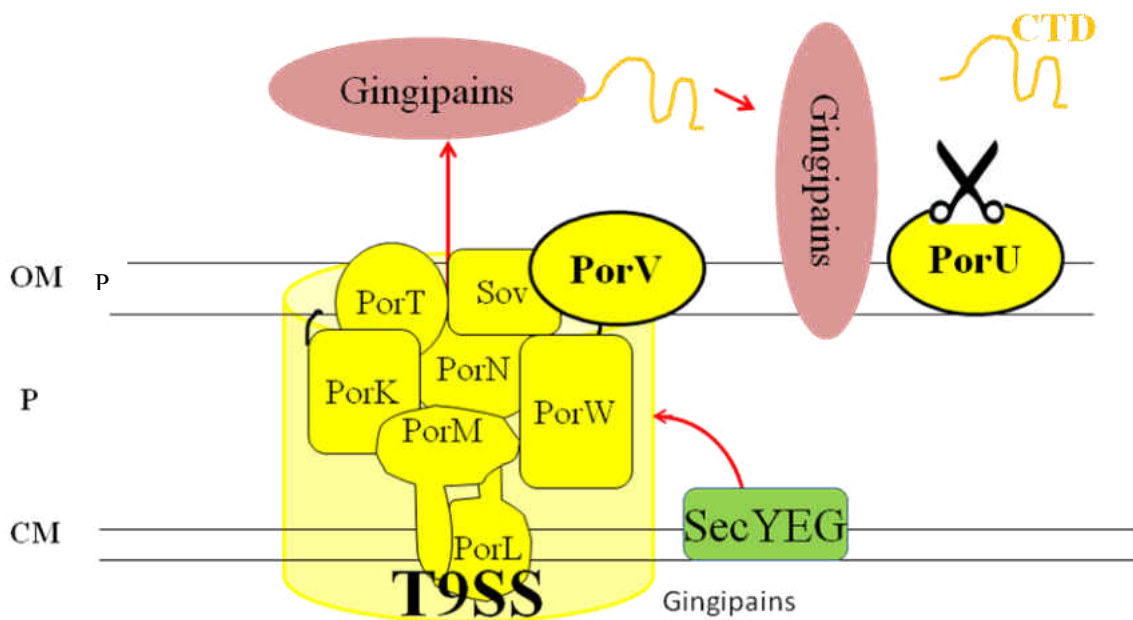 CTD
Gingipains
Gingipains
OM
P
PorT
Sov
PorV
PorU
P
PorK
PorN
PorW
PorM
CM
SecYEG
PorL
T9SS
Gingipains